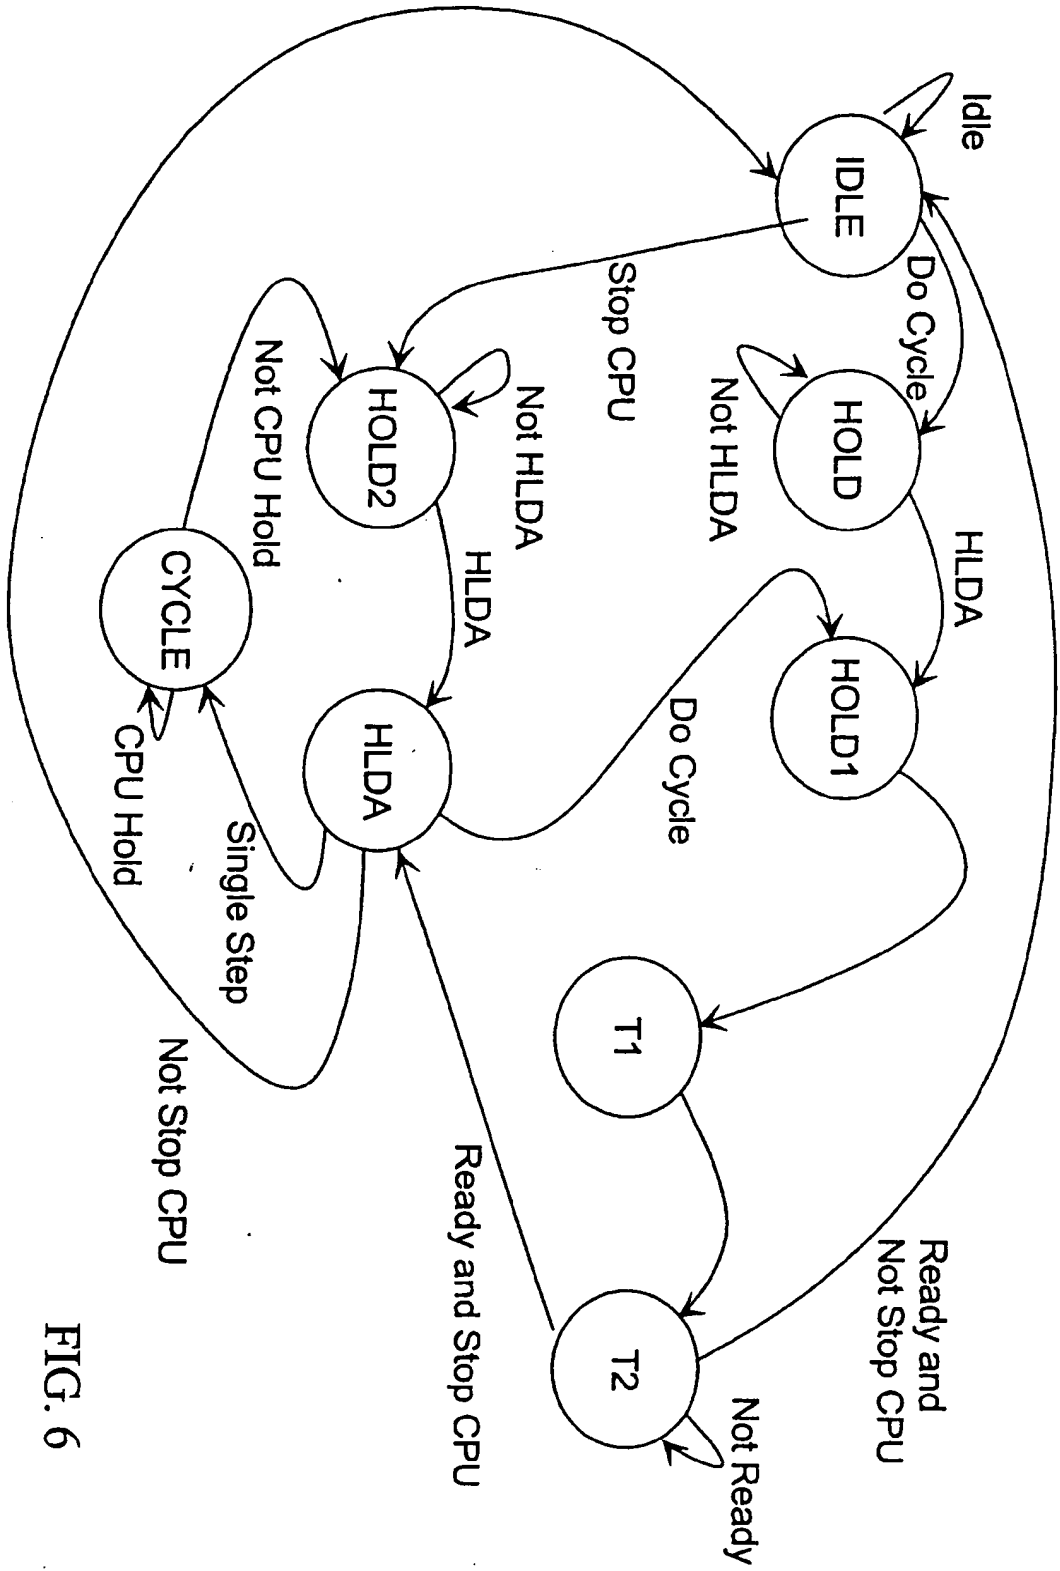 Idle
IDLE
Do Cycle
HOLD
Not HLDA
HLDA
HOLD1
Ready and
Not Stop CPU
Stop CPU
Not HLDA
HOLD2
HLDA
HLDA
Do Cycle
T1
T2
Not Ready
Not CPU Hold
CYCLE
CPU Hold
Single Step
Ready and Stop CPU
Not Stop CPU
FIG. 6